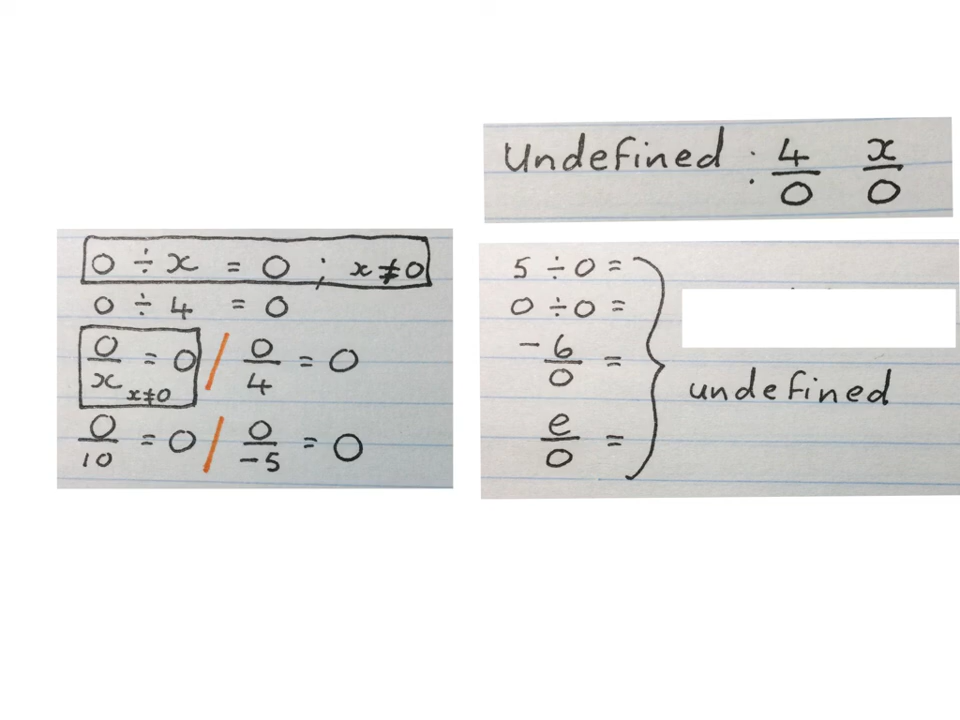 Undefined : 4/0 x/0
0 ÷ x = 0 ; x ≠ 0
0 ÷ 4 = 0
0/x = 0 x≠0 / 0/4 = 0
0/10 = 0 / 0/-5 = 0
5 ÷ 0 =
0 ÷ 0 =
-6/0 =
undefined
e/0 =